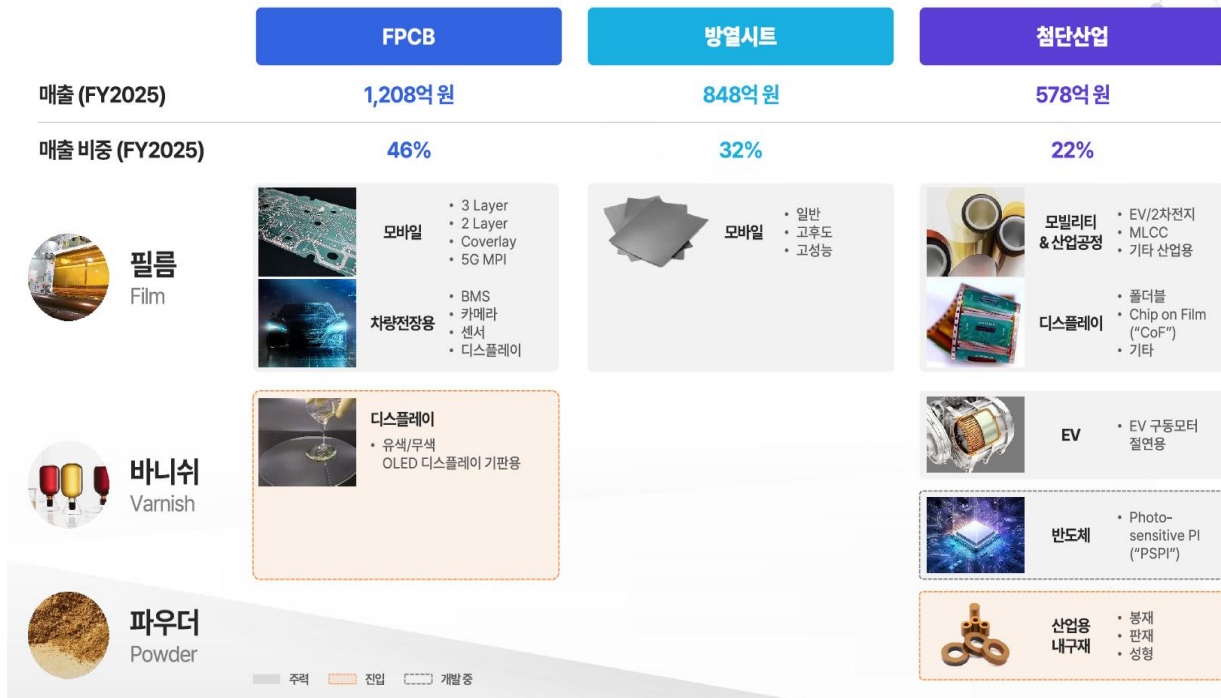 FPCB
방열시트
첨단산업
매출 (FY2025)
1,208억 원
848억 원
578억 원
매출 비중 (FY2025)
46%
32%
22%
필름
Film
모바일
• 3 Layer
• 2 Layer
• Coverlay
• 5G MPI
차량전장용
• BMS
• 카메라
• 센서
• 디스플레이
모바일
• 일반
• 고후도
• 고성능
모빌리티
& 산업공정
• EV/2차전지
• MLCC
• 기타 산업용
디스플레이
• 폴더블
• Chip on Film
("CoF")
• 기타
바니쉬
Varnish
디스플레이
• 유색/무색
OLED 디스플레이 기판용
EV
• EV 구동모터
절연용
반도체
• Photo-
sensitive PI
("PSPI")
파우더
Powder
산업용
내구재
• 봉재
• 판재
• 성형
주력
진입
개발 중